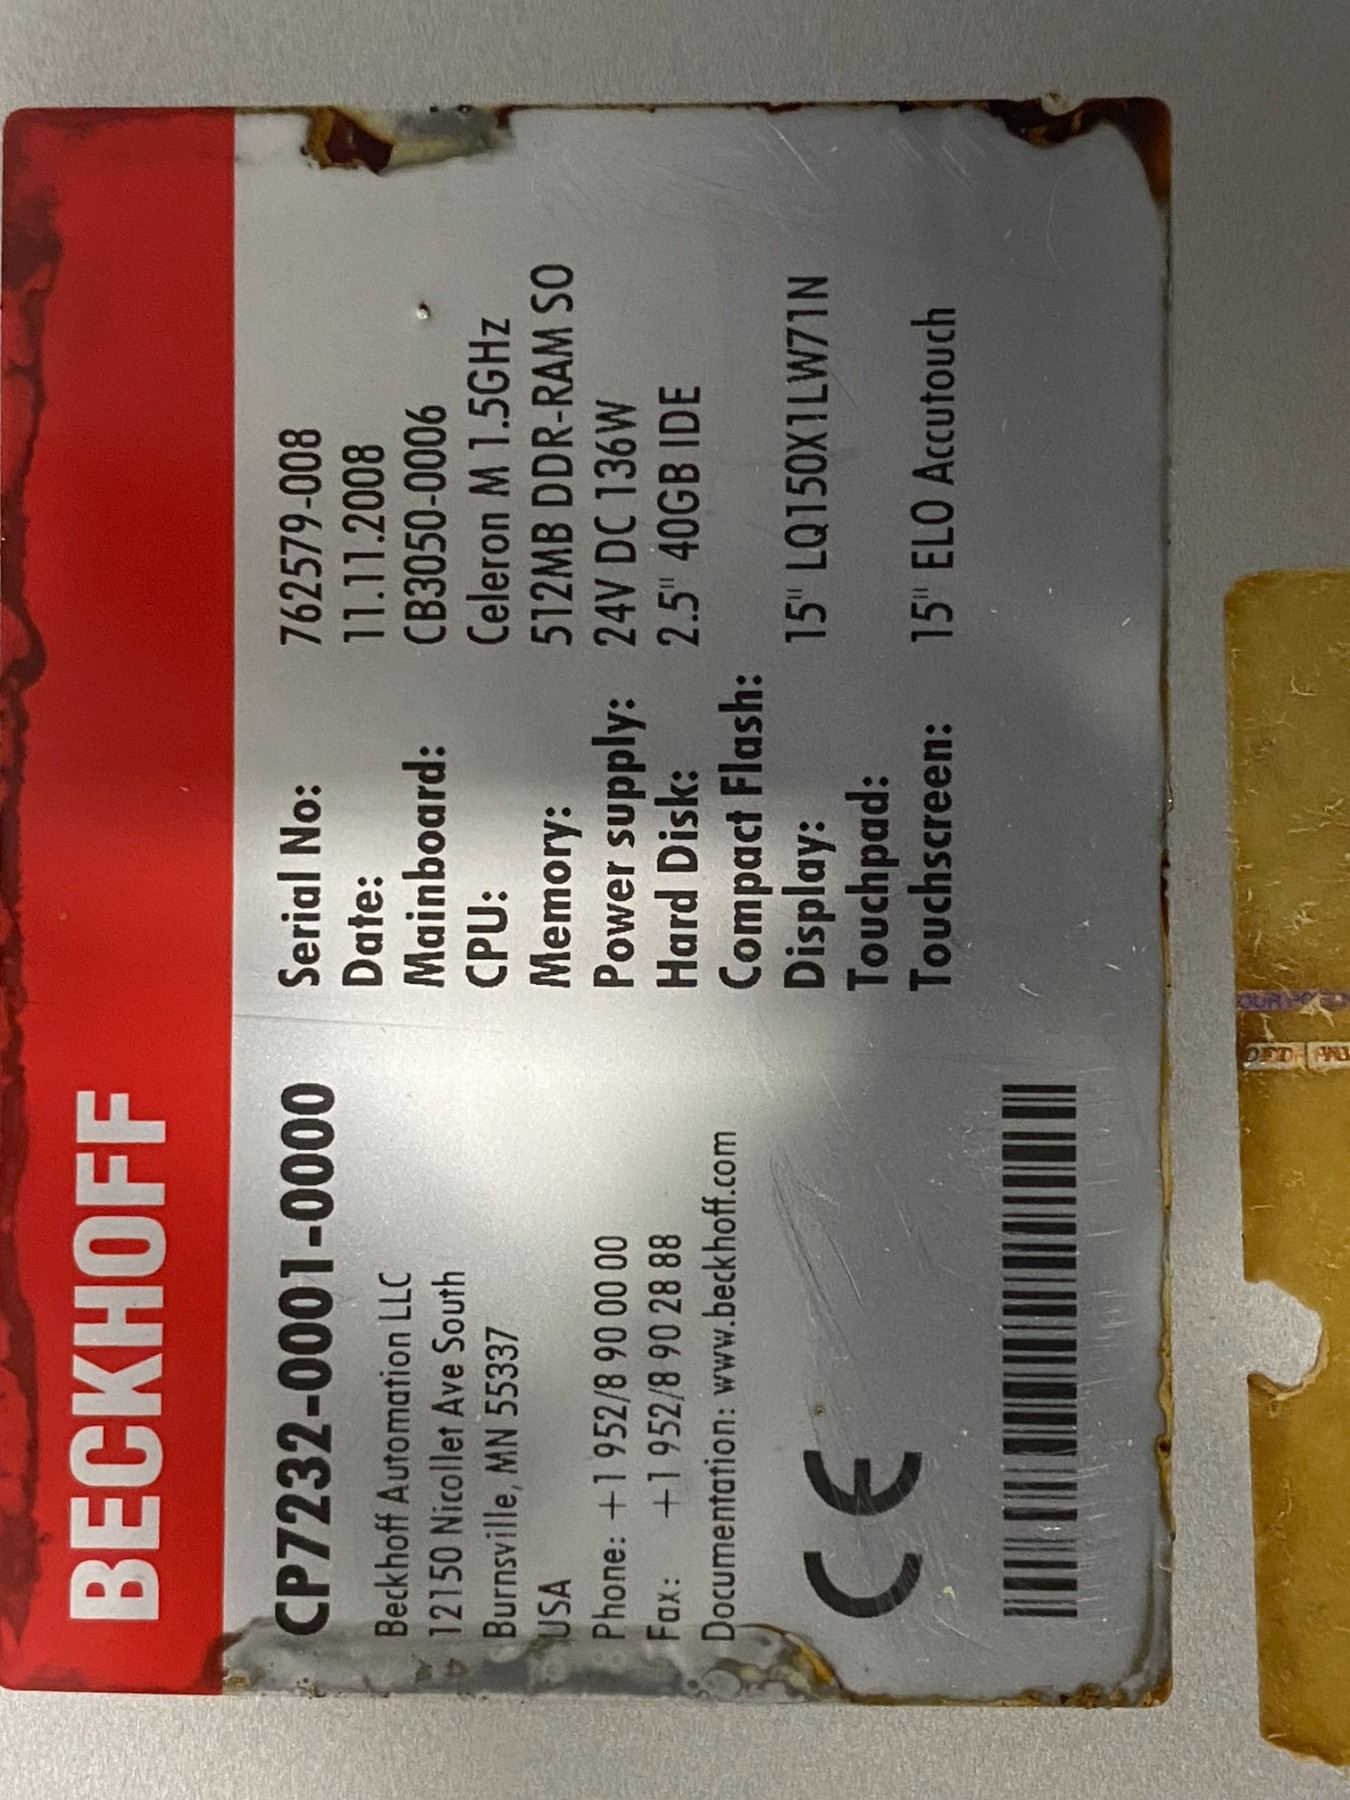 BECKHOFF
CP7232-0001-0000
Beckhoff Automation LLC
12150 Nicollet Ave South
Burnsville, MN 55337
USA
Phone: +1 952/8 90 00 00
Fax: +1 952/8 90 28 88
Documentation: www.beckhoff.com
CE
Serial No: 762579-008
Date: 11.11.2008
Mainboard: CB3050-0006
CPU: Celeron M 1.5GHz
Memory: 512MB DDR-RAM SO
Power supply: 24V DC 136W
Hard Disk: 2.5" 40GB IDE
Compact Flash:
Display: 15" LQ150X1LW71N
Touchpad:
Touchscreen: 15" ELO Accutouch